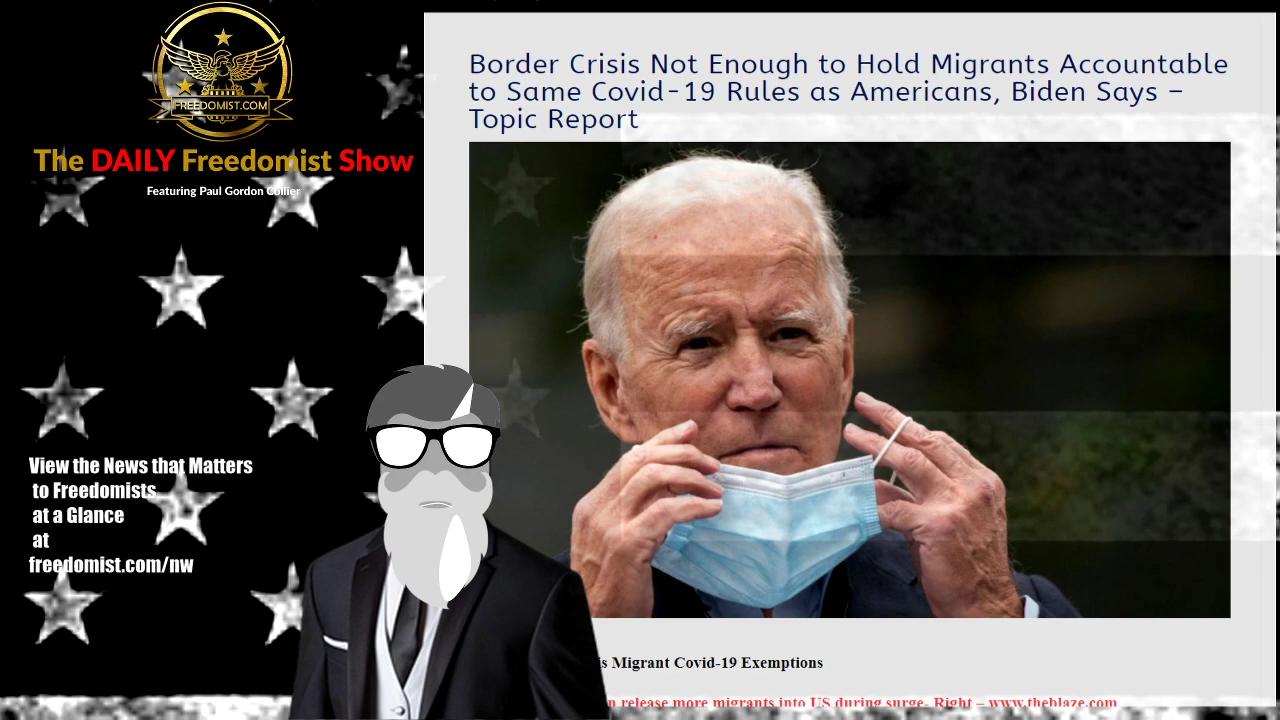 FREEDOMIST.COM
The DAILY Freedomist Show
Featuring Paul Gordon Collier
View the News that Matters
to Freedomists
at a Glance
at
freedomist.com/nw
Border Crisis Not Enough to Hold Migrants Accountable
to Same Covid-19 Rules as Americans, Biden Says –
Topic Report
Migrant Covid-19 Exemptions
release more migrants into US during surge- Right – www.theblaze.com